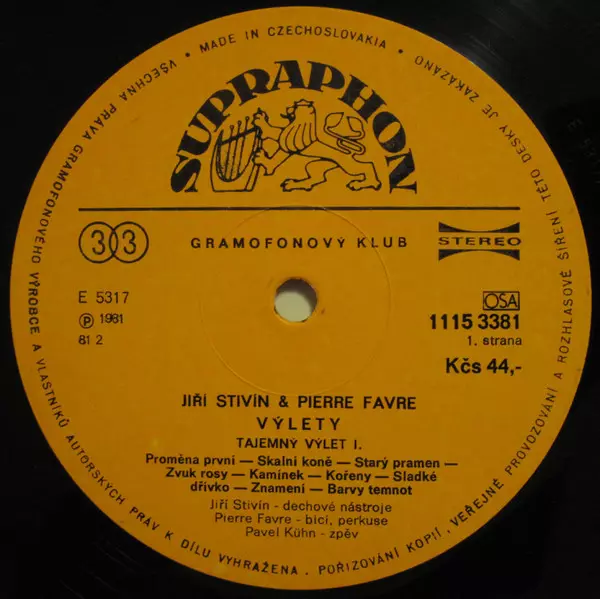 VŠECHNA PRÁVA GRAMOFONOVÉHO VÝROBCE A VLASTNÍKŮ AUTORSKÝCH PRÁV K DÍLU VYHRAŽENA. POŘIZOVÁNÍ KOPIÍ, VEŘEJNÉ PROVOZOVÁNÍ A ROZHLASOVÉ ŠÍŘENÍ TÉTO DESKY JE ZAKÁZÁNO
• MADE IN CZECHOSLOVAKIA •
SUPRAPHON
33
GRAMOFONOVÝ KLUB
STEREO
E 5317
Ⓟ 1981
81 2
OSA
1115 3381
1. strana
Kčs 44,-
JIŘÍ STIVÍN & PIERRE FAVRE
VÝLETY
TAJEMNÝ VÝLET I.
Proměna první — Skalní koně — Starý pramen —
Zvuk rosy — Kamínek — Kořeny — Sladké
dřívko — Znamení — Barvy temnot
Jiří Stivín - dechové nástroje
Pierre Favre - bicí, perkuse
Pavel Kühn - zpěv